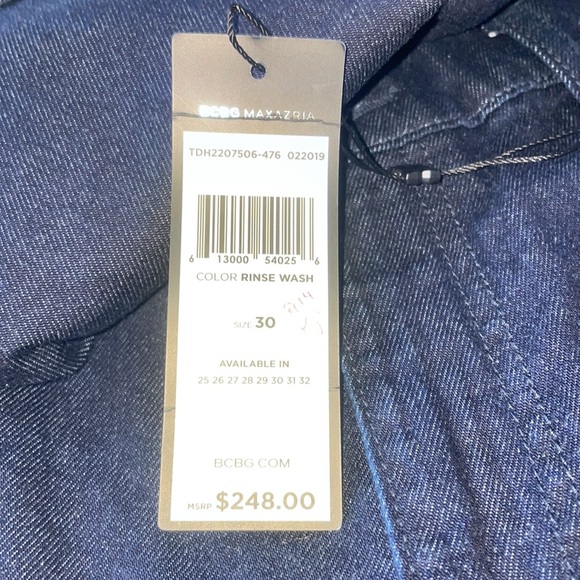 BCBG MAXAZRIA
TDH2207506-476 022019
6 13000 54025 6
COLOR RINSE WASH
SIZE 30
AVAILABLE IN
25 26 27 28 29 30 31 32
BCBG.COM
MSRP $248.00